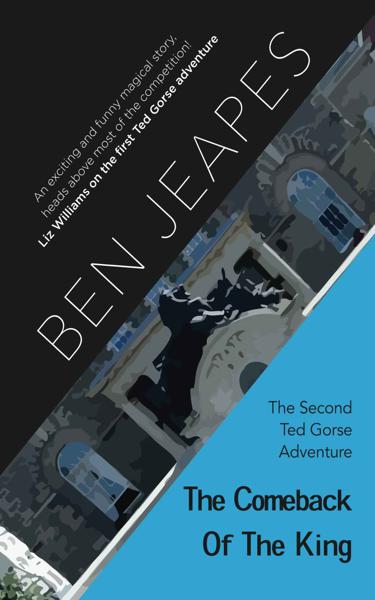 An exciting and funny magical story,
heads above most of the competition!
Liz Williams on the first Ted Gorse adventure
BEN JEAPES
The Second
Ted Gorse
Adventure
The Comeback
Of The King